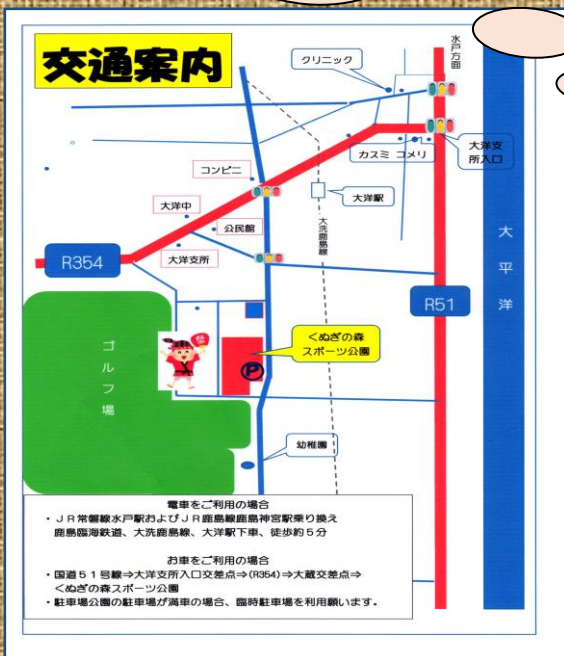 交通案内
水戸方面
クリニック
カスミ コメリ
大洋支
所入口
コンビニ
大洋駅
大洋中
公民館
大洗鹿島線
大洋支所
R354
R51
大平洋
くぬぎの森
スポーツ公園
P
ゴルフ場
幼稚園
電車をご利用の場合
・ＪＲ常磐線水戸駅およびＪＲ鹿島線鹿島神宮駅乗り換え
鹿島臨海鉄道、大洗鹿島線、大洋駅下車、徒歩約５分
お車をご利用の場合
・国道５１号線⇒大洋支所入口交差点⇒(R354)⇒大蔵交差点⇒
くぬぎの森スポーツ公園
・駐車場公園の駐車場が満車の場合、臨時駐車場を利用願います。